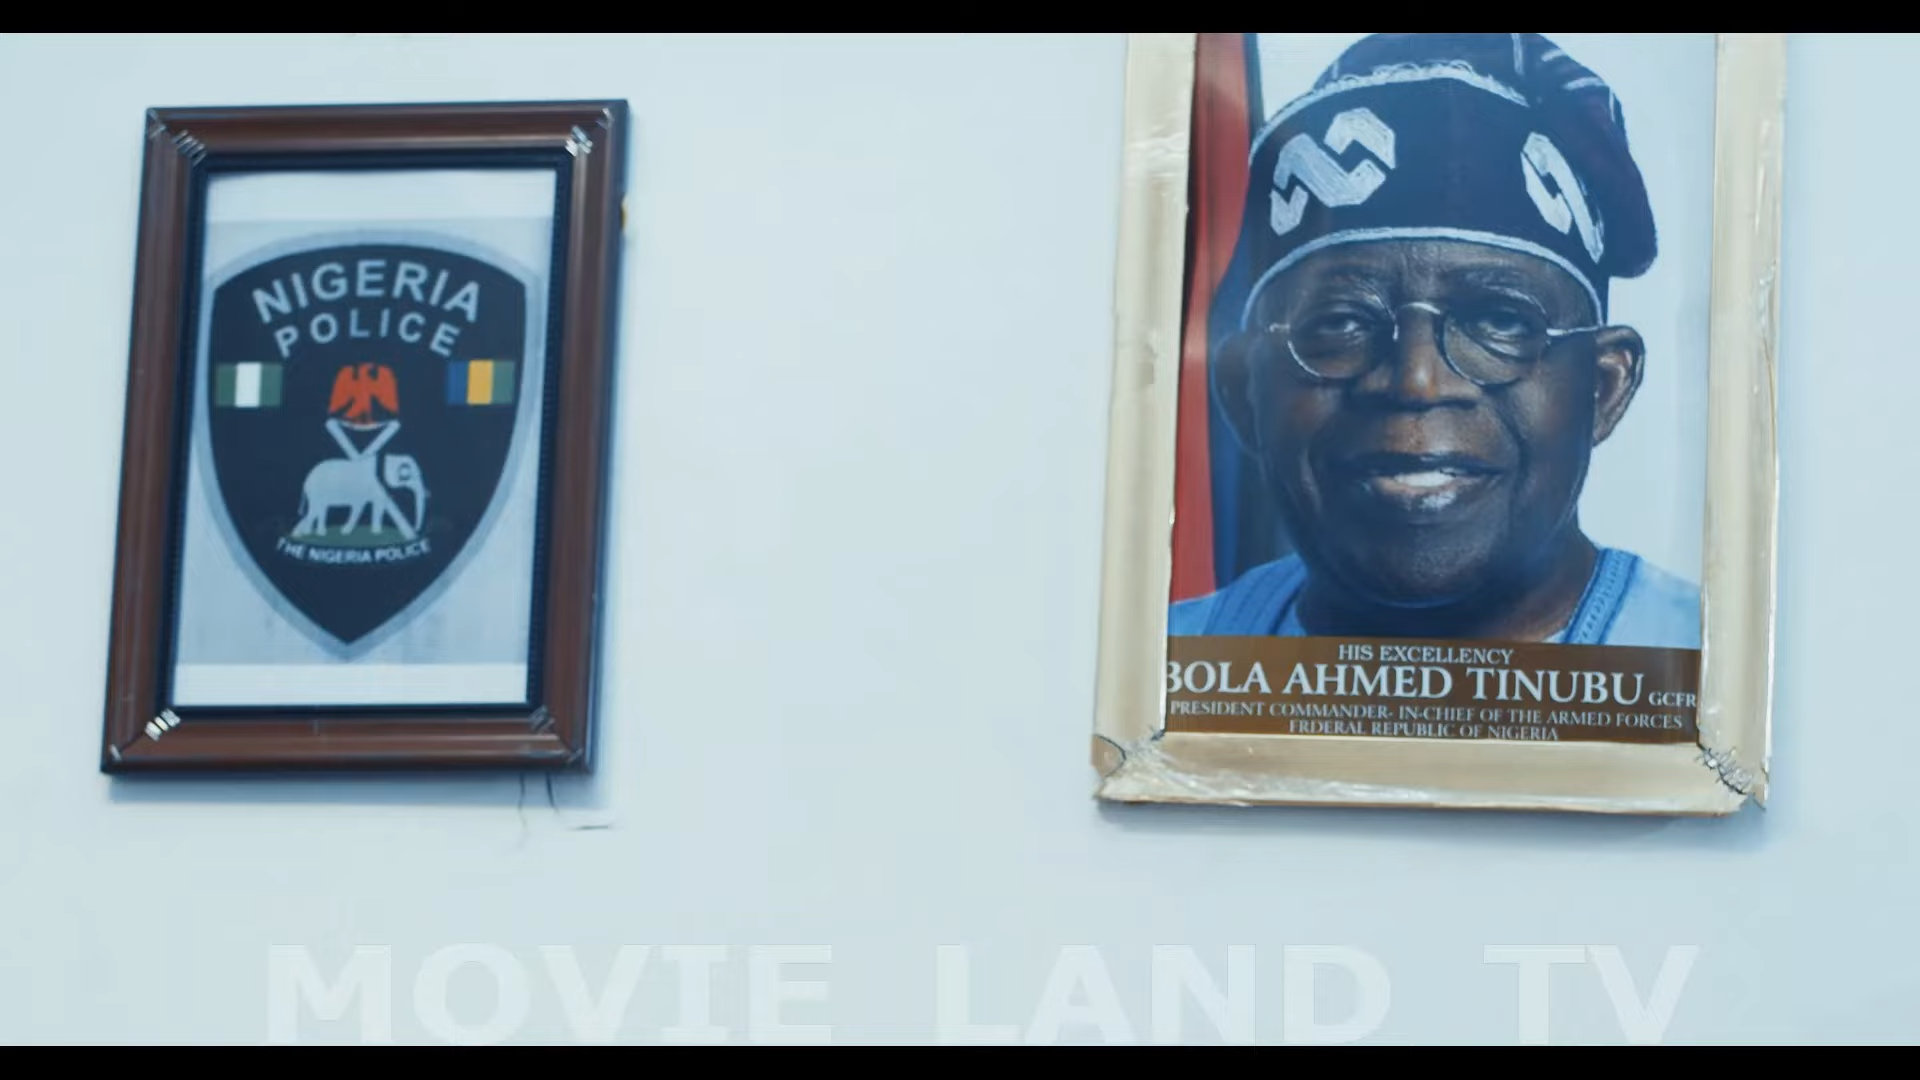 NIGERIA
POLICE
THE NIGERIA POLICE
HIS EXCELLENCY
BOLA AHMED TINUBU GCFR
PRESIDENT COMMANDER- IN-CHIEF OF THE ARMED FORCES
FRDERAL REPUBLIC OF NIGERIA
MOVIE LAND TV